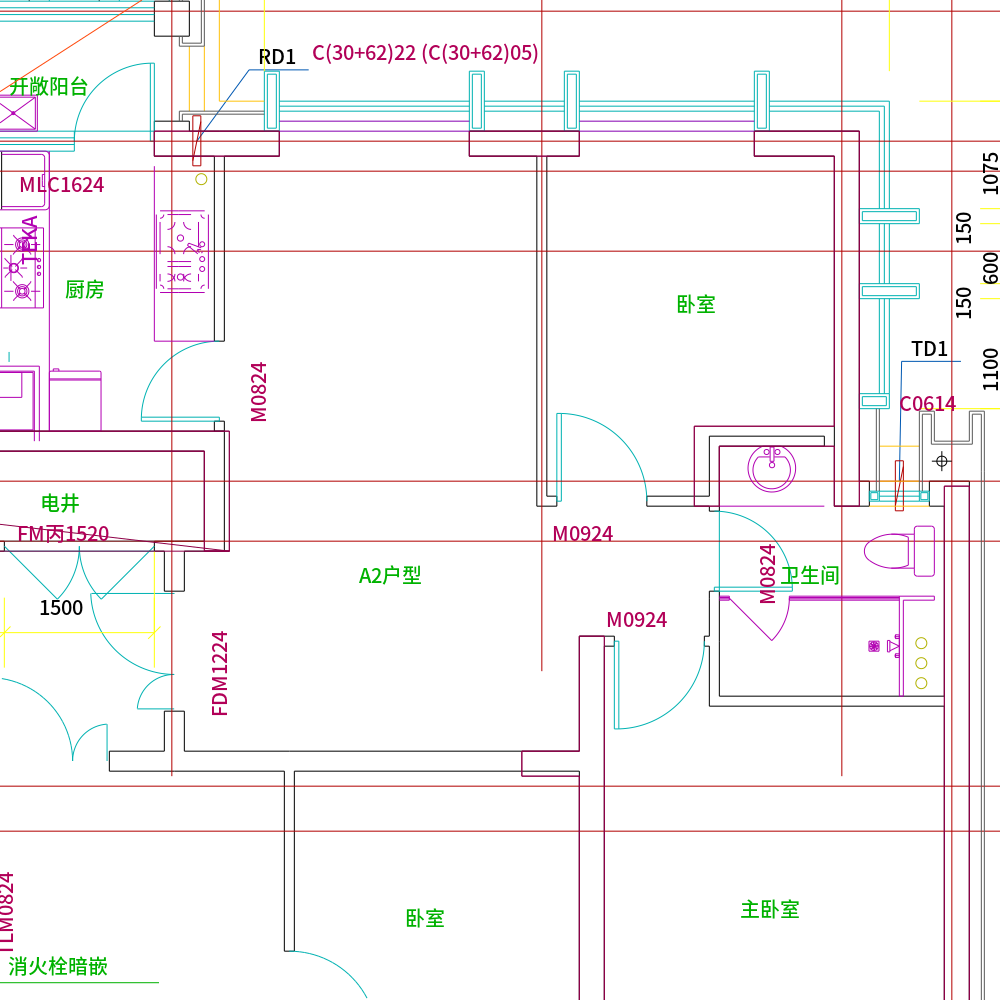 C(30+62)22 (C(30+62)05)
RD1
开敞阳台
MLC1624
1075
150
TEKA
600
厨房
150
卧室
TD1
1100
M0824
C0614
电井
FM丙1520
M0924
M0824
A2户型
卫生间
1500
M0924
FDM1224
TLM0824
主卧室
卧室
消火栓暗嵌